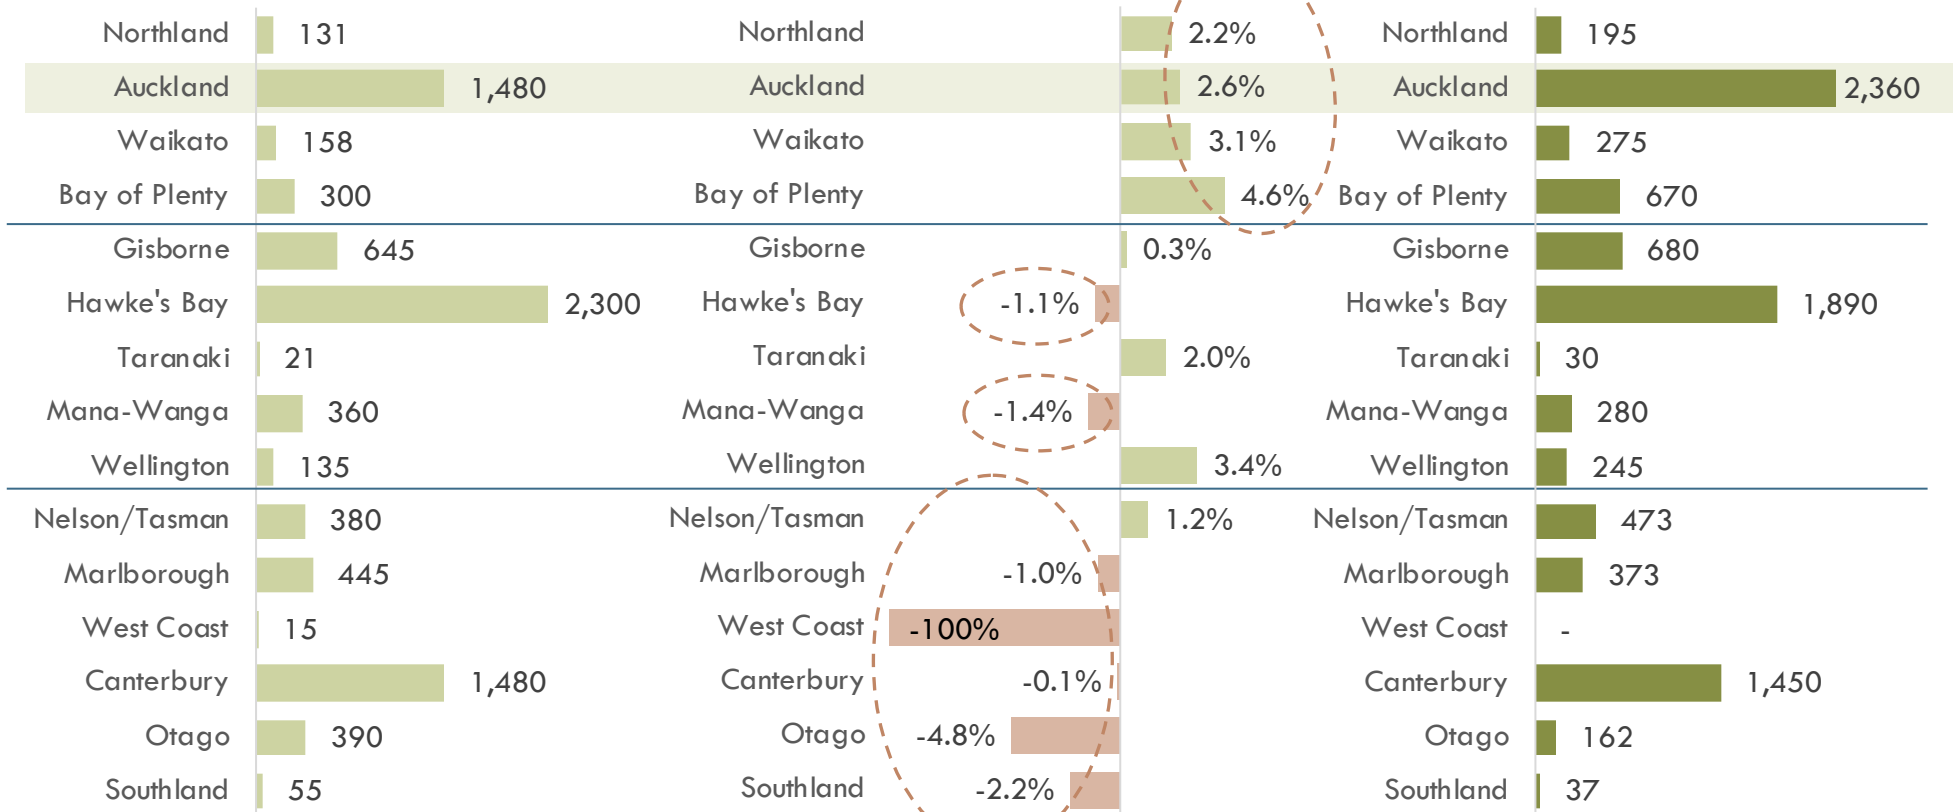 Northland 131 Northland 2.2% Northland 195
Auckland 1,480 Auckland 2.6% Auckland 2,360
Waikato 158 Waikato 3.1% Waikato 275
Bay of Plenty 300 Bay of Plenty 4.6% Bay of Plenty 670
Gisborne 645 Gisborne 0.3% Gisborne 680
Hawke's Bay 2,300 Hawke's Bay -1.1% Hawke's Bay 1,890
Taranaki 21 Taranaki 2.0% Taranaki 30
Mana-Wanga 360 Mana-Wanga -1.4% Mana-Wanga 280
Wellington 135 Wellington 3.4% Wellington 245
Nelson/Tasman 380 Nelson/Tasman 1.2% Nelson/Tasman 473
Marlborough 445 Marlborough -1.0% Marlborough 373
West Coast 15 West Coast -100% West Coast -
Canterbury 1,480 Canterbury -0.1% Canterbury 1,450
Otago 390 Otago -4.8% Otago 162
Southland 55 Southland -2.2% Southland 37